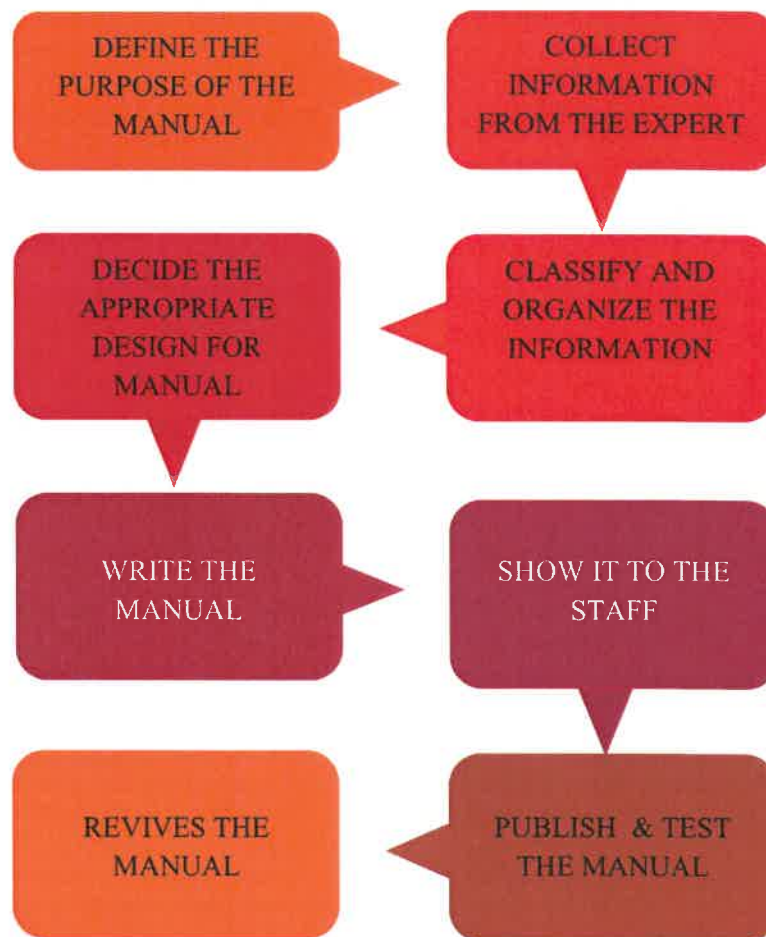 DEFINE THE
PURPOSE OF THE
MANUAL
COLLECT
INFORMATION
FROM THE EXPERT
CLASSIFY AND
ORGANIZE THE
INFORMATION
DECIDE THE
APPROPRIATE
DESIGN FOR
MANUAL
WRITE THE
MANUAL
SHOW IT TO THE
STAFF
PUBLISH & TEST
THE MANUAL
REVIVES THE
MANUAL